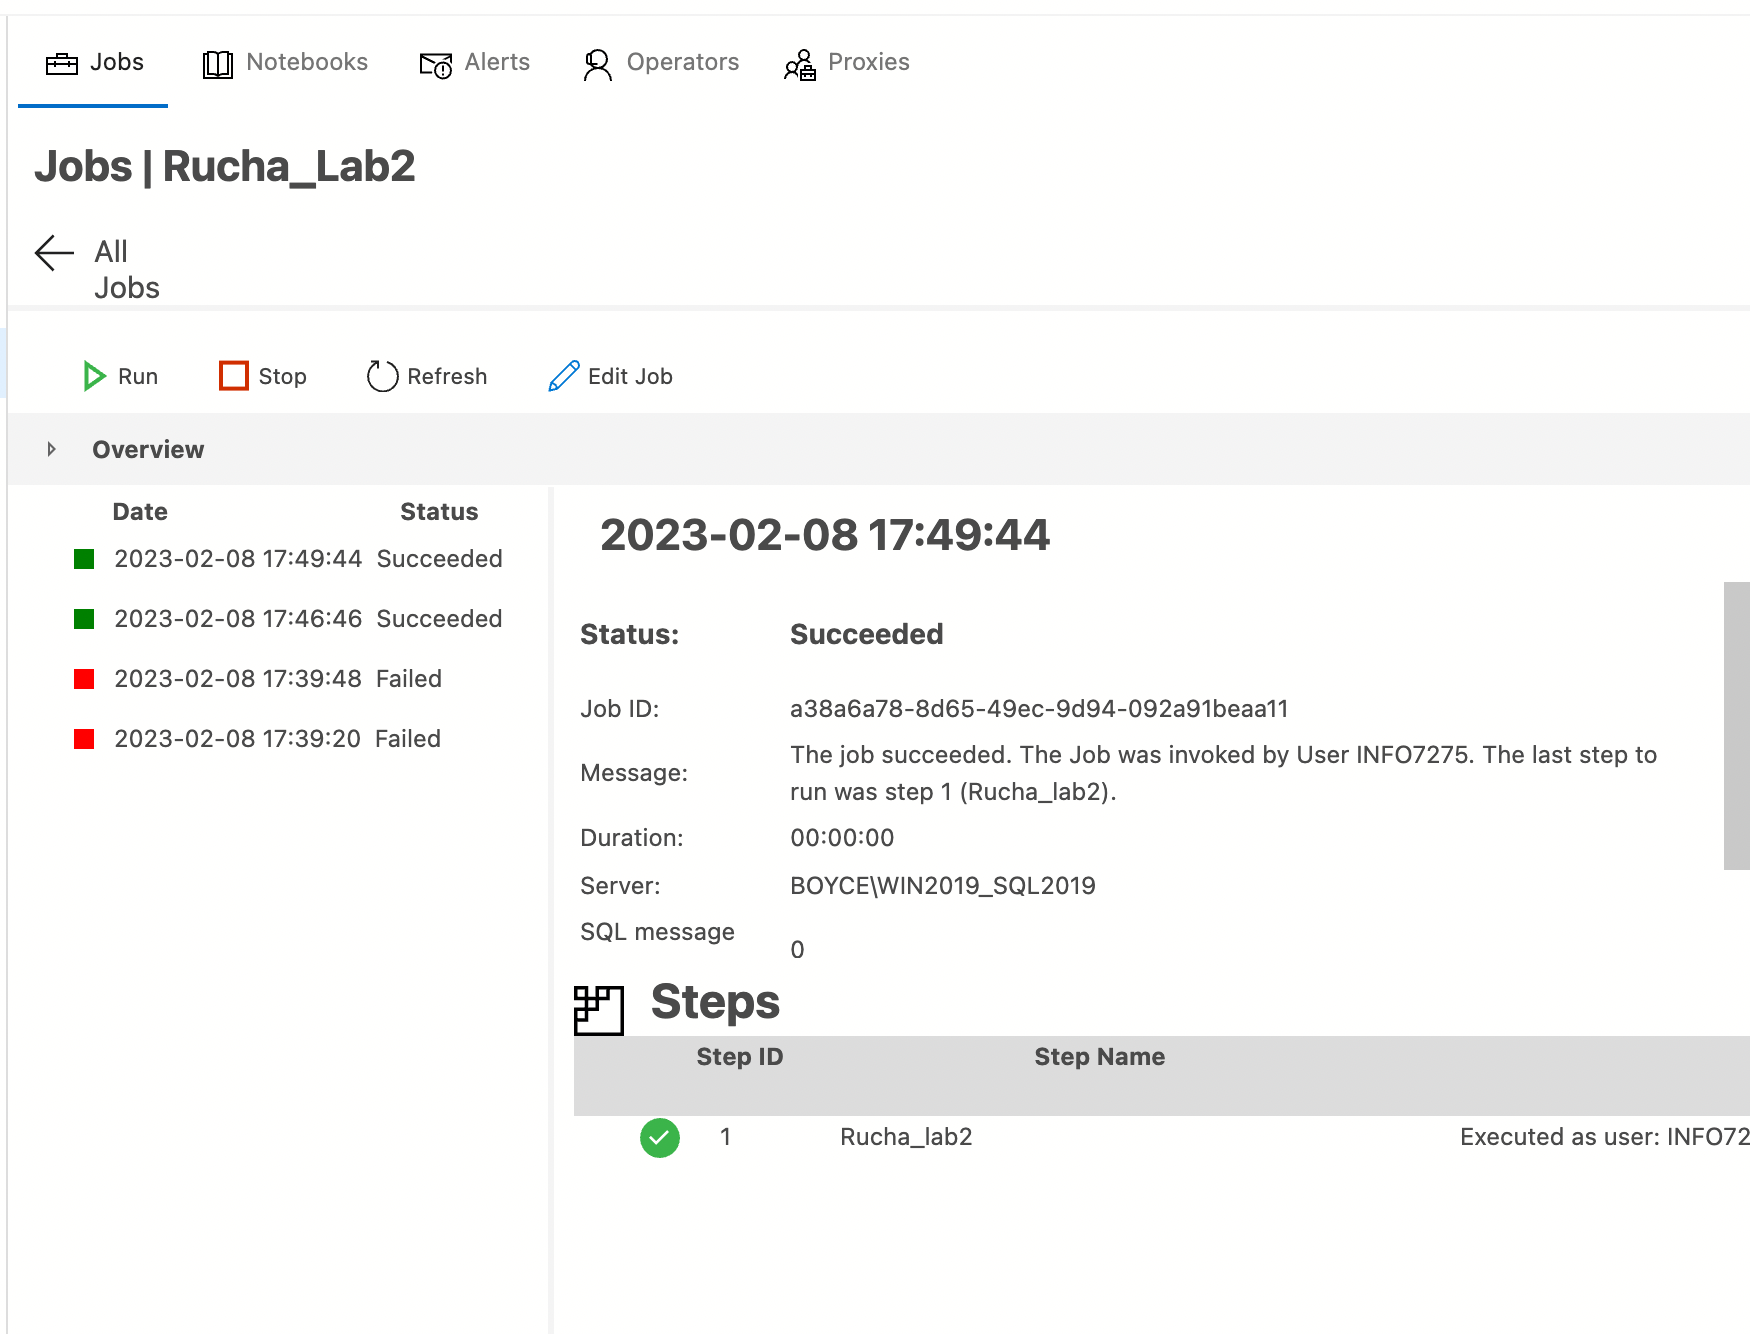 Jobs Notebooks Alerts Operators Proxies
Jobs | Rucha_Lab2
All
Jobs
Run Stop Refresh Edit Job
Overview
Date Status
2023-02-08 17:49:44 Succeeded
2023-02-08 17:46:46 Succeeded
2023-02-08 17:39:48 Failed
2023-02-08 17:39:20 Failed
2023-02-08 17:49:44
Status: Succeeded
Job ID: a38a6a78-8d65-49ec-9d94-092a91beaa11
Message: The job succeeded. The Job was invoked by User INFO7275. The last step to
run was step 1 (Rucha_lab2).
Duration: 00:00:00
Server: BOYCE\WIN2019_SQL2019
SQL message 0
Steps
Step ID Step Name
1 Rucha_lab2 Executed as user: INFO72